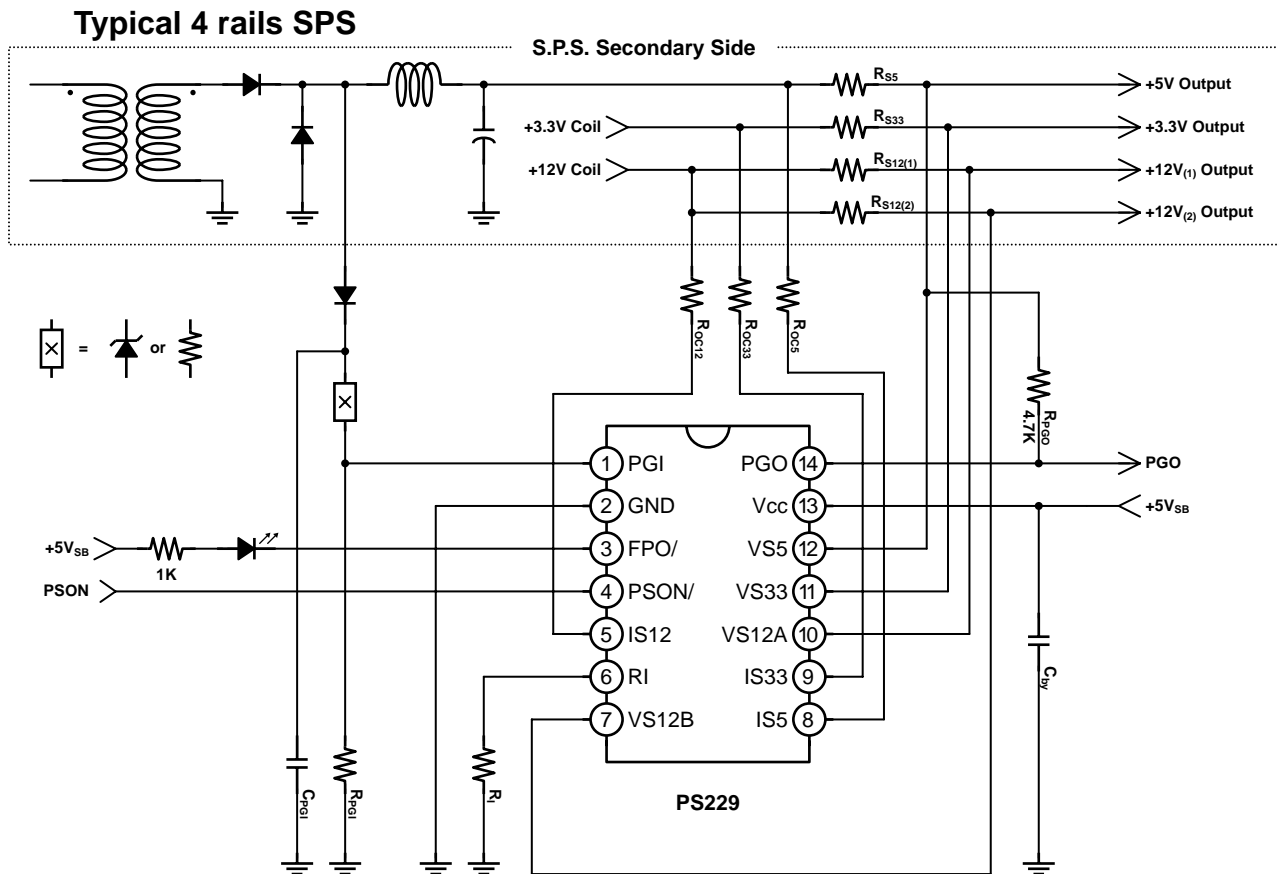 Typical 4 rails SPS
S.P.S. Secondary Side
RS5
+5V Output
+3.3V Coil
RS33
+3.3V Output
+12V Coil
RS12(1)
+12V(1) Output
RS12(2)
+12V(2) Output
ROC12
ROC33
ROC5
= or
RPGO
4.7K
1 PGI
PGO 14
PGO
2 GND
Vcc 13
+5VSB
+5VSB
1K
3 FPO/
VS5 12
PSON
4 PSON/
VS33 11
5 IS12
VS12A 10
6 RI
IS33 9
7 VS12B
IS5 8
CPGI
RPGI
RI
Cby
PS229